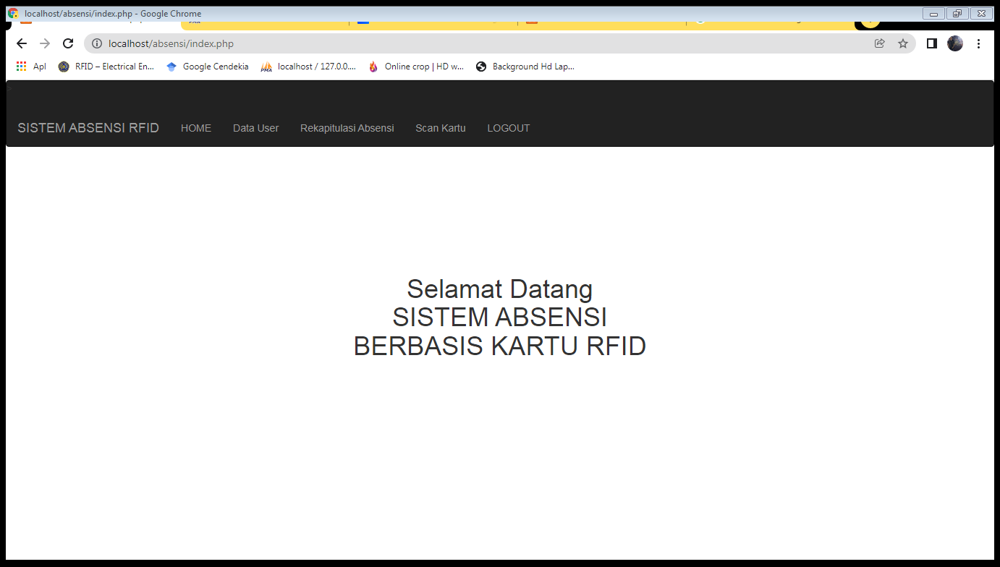 localhost/absensi/index.php - Google Chrome
localhost/absensi/index.php
Apl RFID – Electrical En... Google Cendekia localhost / 127.0.0.... Online crop | HD w... Background Hd Lap...
SISTEM ABSENSI RFID HOME Data User Rekapitulasi Absensi Scan Kartu LOGOUT
Selamat Datang
SISTEM ABSENSI
BERBASIS KARTU RFID